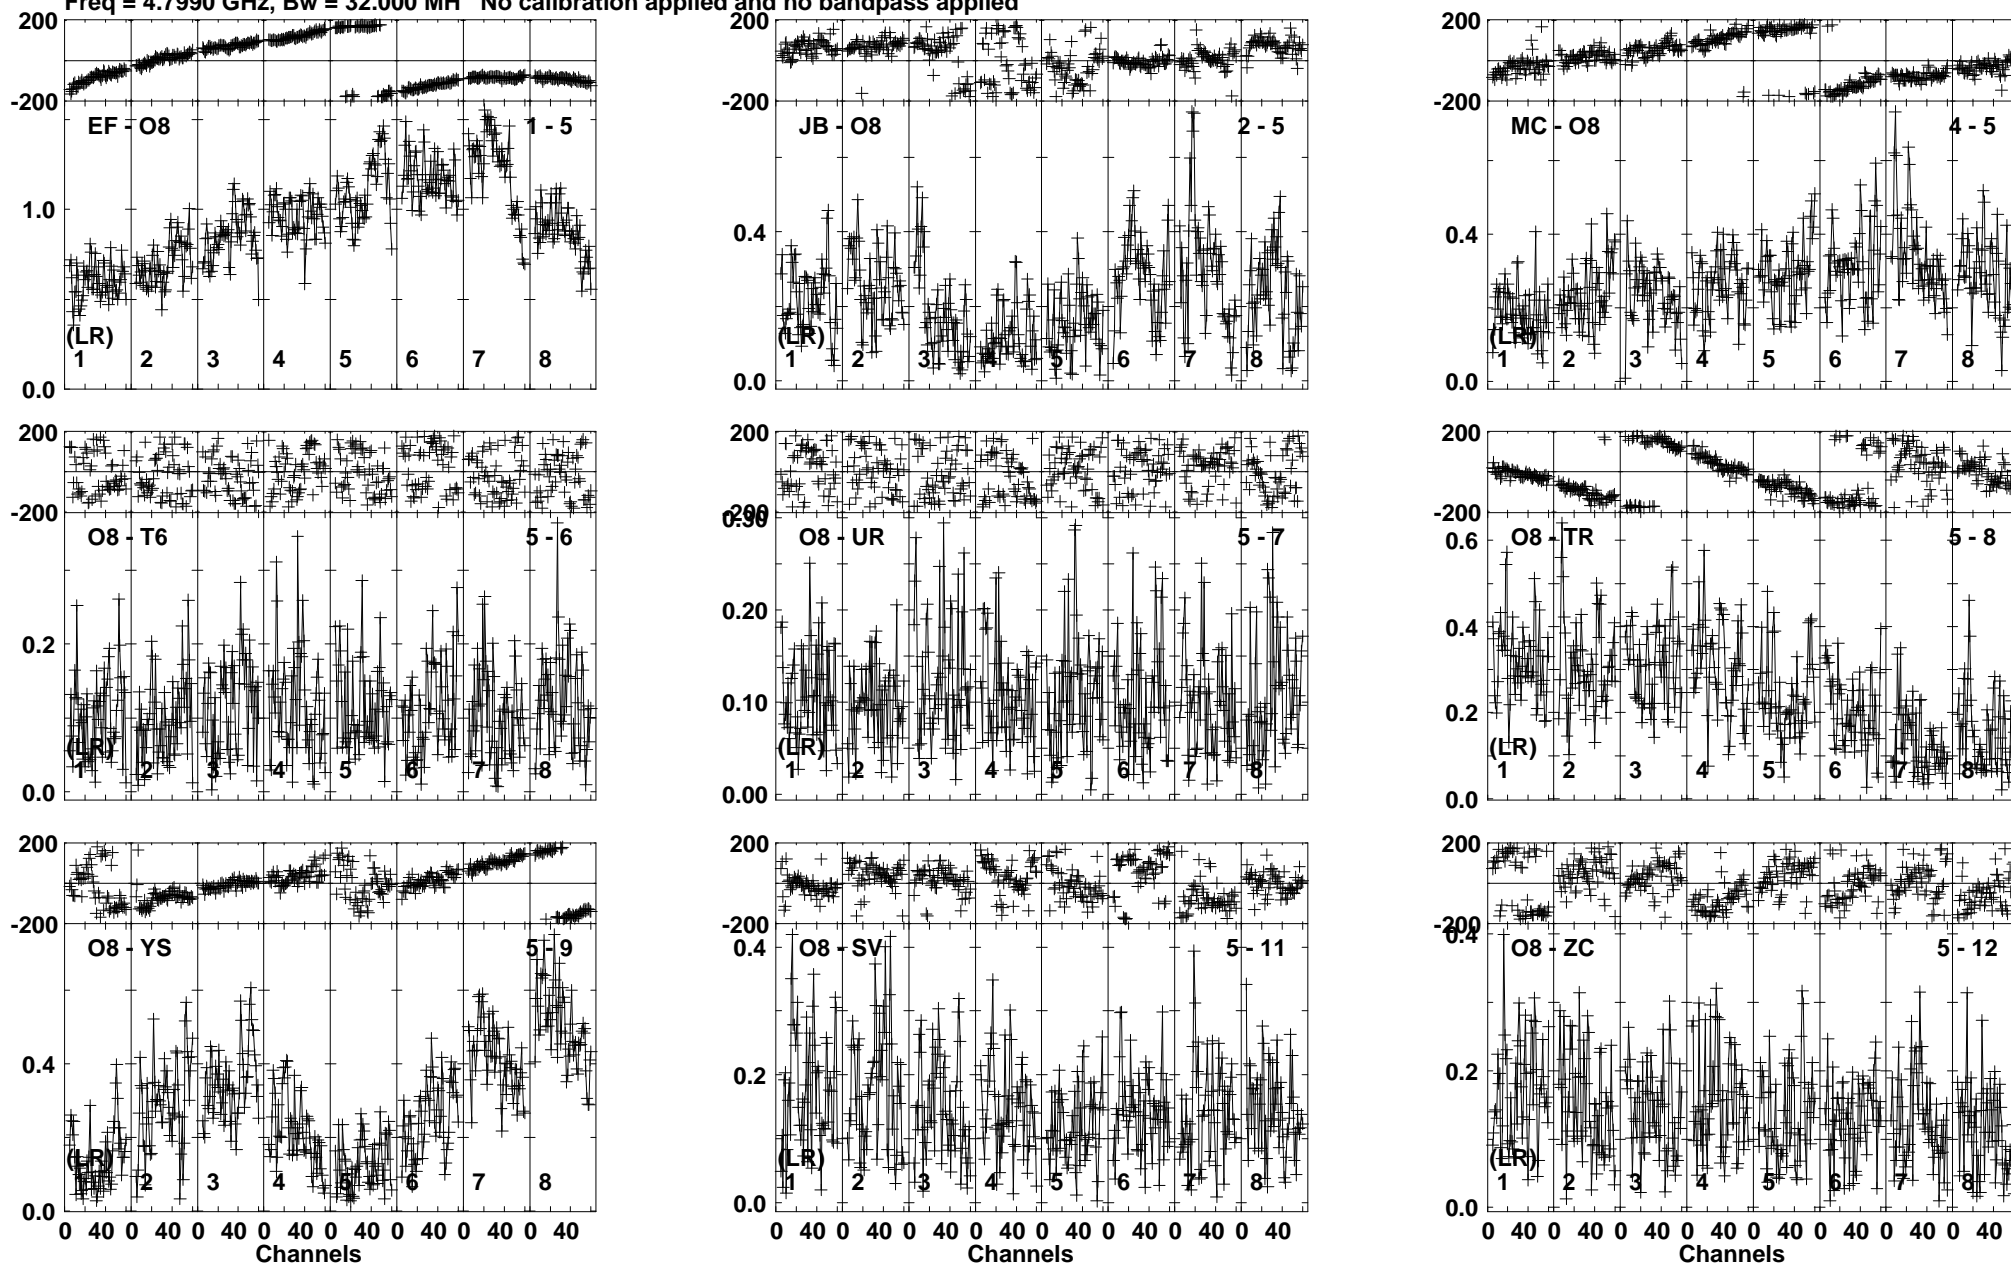 Freq = 4.7990 GHz, Bw = 32.000 MH No calibration applied and no bandpass applied
200
-200
EF - O8
1 - 5
1.0
0.0
(LR)
1 2 3 4 5 6 7 8
200
-200
JB - O8
2 - 5
0.4
0.0
(LR)
1 2 3 4 5 6 7 8
200
-200
MC - O8
4 - 5
0.4
0.0
(LR)
1 2 3 4 5 6 7 8
200
-200
O8 - T6
5 - 6
0.2
0.0
(LR)
1 2 3 4 5 6 7 8
200
-200
0.30
O8 - UR
5 - 7
0.20
0.10
0.00
(LR)
1 2 3 4 5 6 7 8
200
-200
O8 - TR
5 - 8
0.6
0.4
0.2
0.0
(LR)
1 2 3 4 5 6 7 8
200
-200
O8 - YS
5 - 9
0.4
0.0
(LR)
1 2 3 4 5 6 7 8
0 40 0 40 0 40 0 40 0 40 0 40 0 40 0 40
Channels
200
-200
O8 - SV
5 - 11
0.4
0.2
0.0
(LR)
1 2 3 4 5 6 7 8
0 40 0 40 0 40 0 40 0 40 0 40 0 40 0 40
Channels
200
-200
0.4
O8 - ZC
5 - 12
0.2
0.0
(LR)
1 2 3 4 5 6 7 8
0 40 0 40 0 40 0 40 0 40 0 40 0 40 0 40
Channels